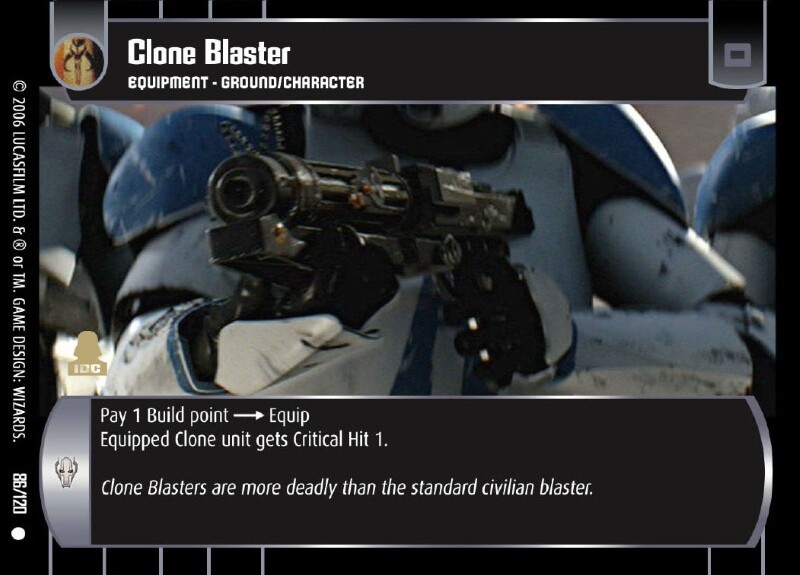 Clone Blaster
EQUIPMENT - GROUND/CHARACTER
© 2006 LUCASFILM LTD. & ® or TM. GAME DESIGN: WIZARDS.
86/120
IDC
Pay 1 Build point → Equip
Equipped Clone unit gets Critical Hit 1.
Clone Blasters are more deadly than the standard civilian blaster.